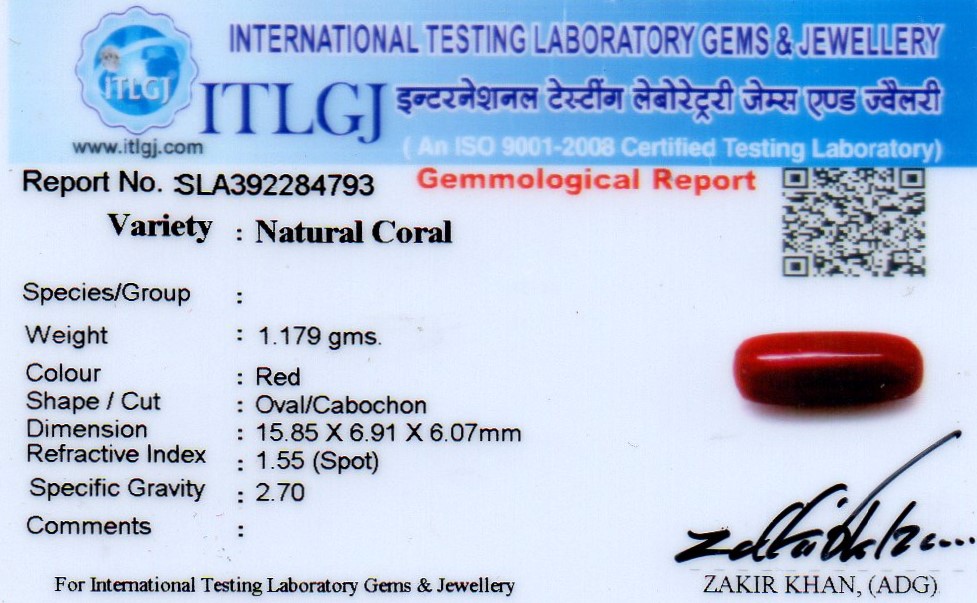 INTERNATIONAL TESTING LABORATORY GEMS & JEWELLERY
ITLGJ
ITLGJ
इन्टरनेशनल टेस्टींग लेबोरेट्ररी जेम्स एण्ड ज्वैलरी
www.itlgj.com
( An ISO 9001-2008 Certified Testing Laboratory)
Report No. :SLA392284793
Gemmological Report
Variety : Natural Coral
Species/Group :
Weight : 1.179 gms.
Colour : Red
Shape / Cut : Oval/Cabochon
Dimension : 15.85 X 6.91 X 6.07mm
Refractive Index : 1.55 (Spot)
Specific Gravity : 2.70
Comments :
For International Testing Laboratory Gems & Jewellery
ZAKIR KHAN, (ADG)